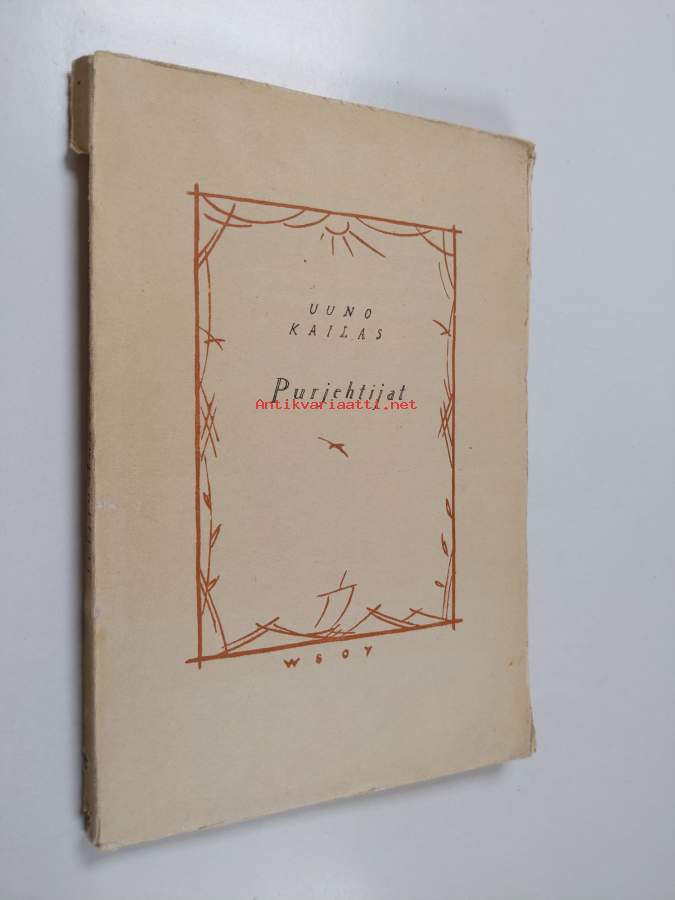 UUNO
KAILAS
Purjehtijat
Antikvariaatti.net
WSOY